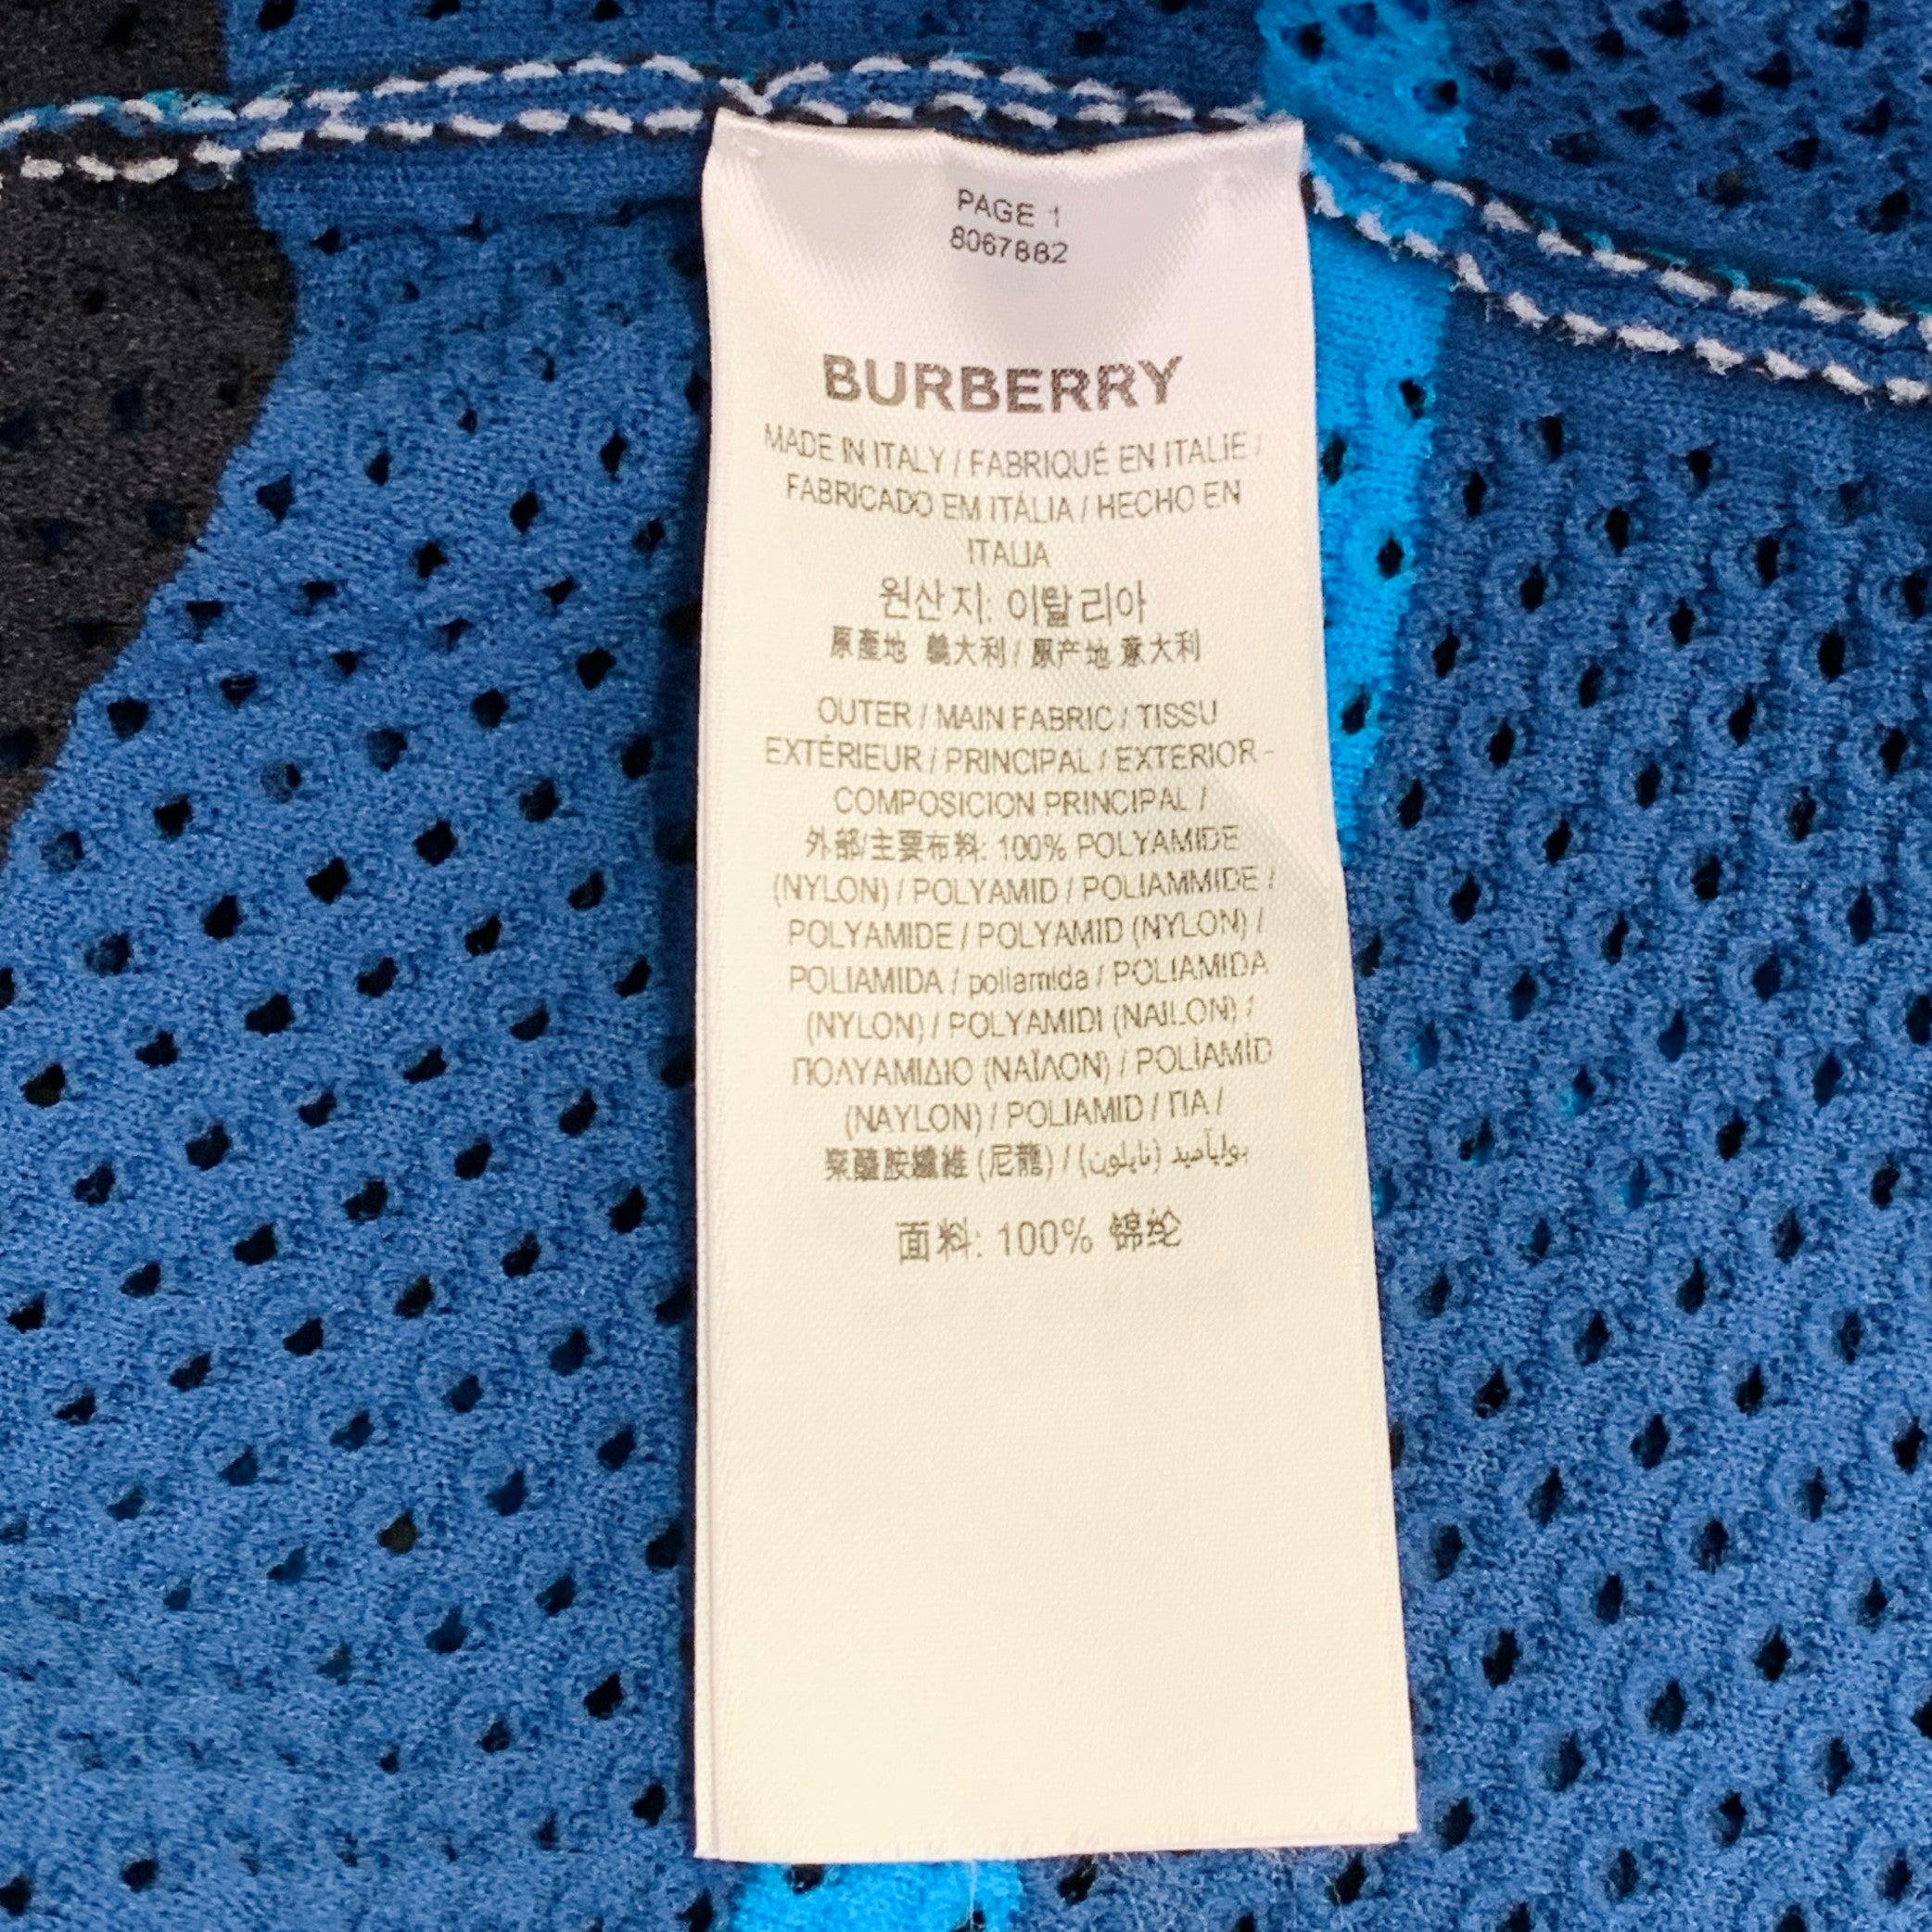 PAGE 1
8067882
BURBERRY
MADE IN ITALY / FABRIQUÉ EN ITALIE /
FABRICADO EM ITÁLIA / HECHO EN
ITALIA
원산지: 이탈리아
原產地 義大利 / 原产地 意大利
OUTER / MAIN FABRIC / TISSU
EXTÉRIEUR / PRINCIPAL / EXTERIOR -
COMPOSICION PRINCIPAL /
外部/主要布料: 100% POLYAMIDE
(NYLON) / POLYAMID / POLIAMMIDE /
POLYAMIDE / POLYAMID (NYLON) /
POLIAMIDA / poliamida / POLIAMIDA
(NYLON) / POLYAMIDI (NAILON) /
ΠΟΛΥΑΜΙΔΙΟ (ΝΑΪΛΟΝ) / POLİAMİD
(NAYLON) / POLIAMID / ПА /
聚醯胺纖維 (尼龍) / بولیآمید (نایلون)
面料: 100% 锦纶